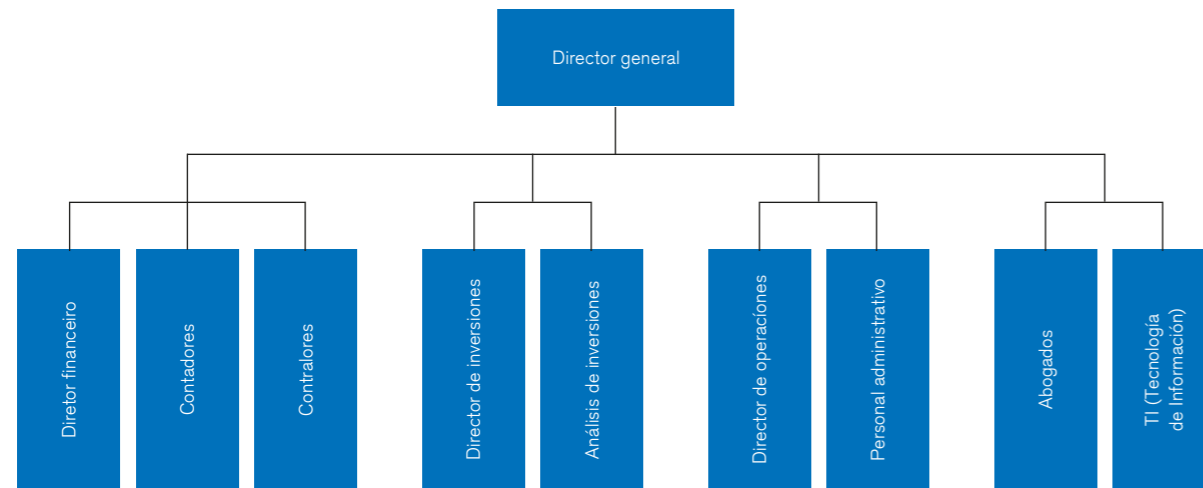 Director general
Diretor financeiro
Contadores
Contralores
Director de inversiones
Análisis de inversiones
Director de operaciones
Personal administrativo
Abogados
TI (Tecnología
de Información)